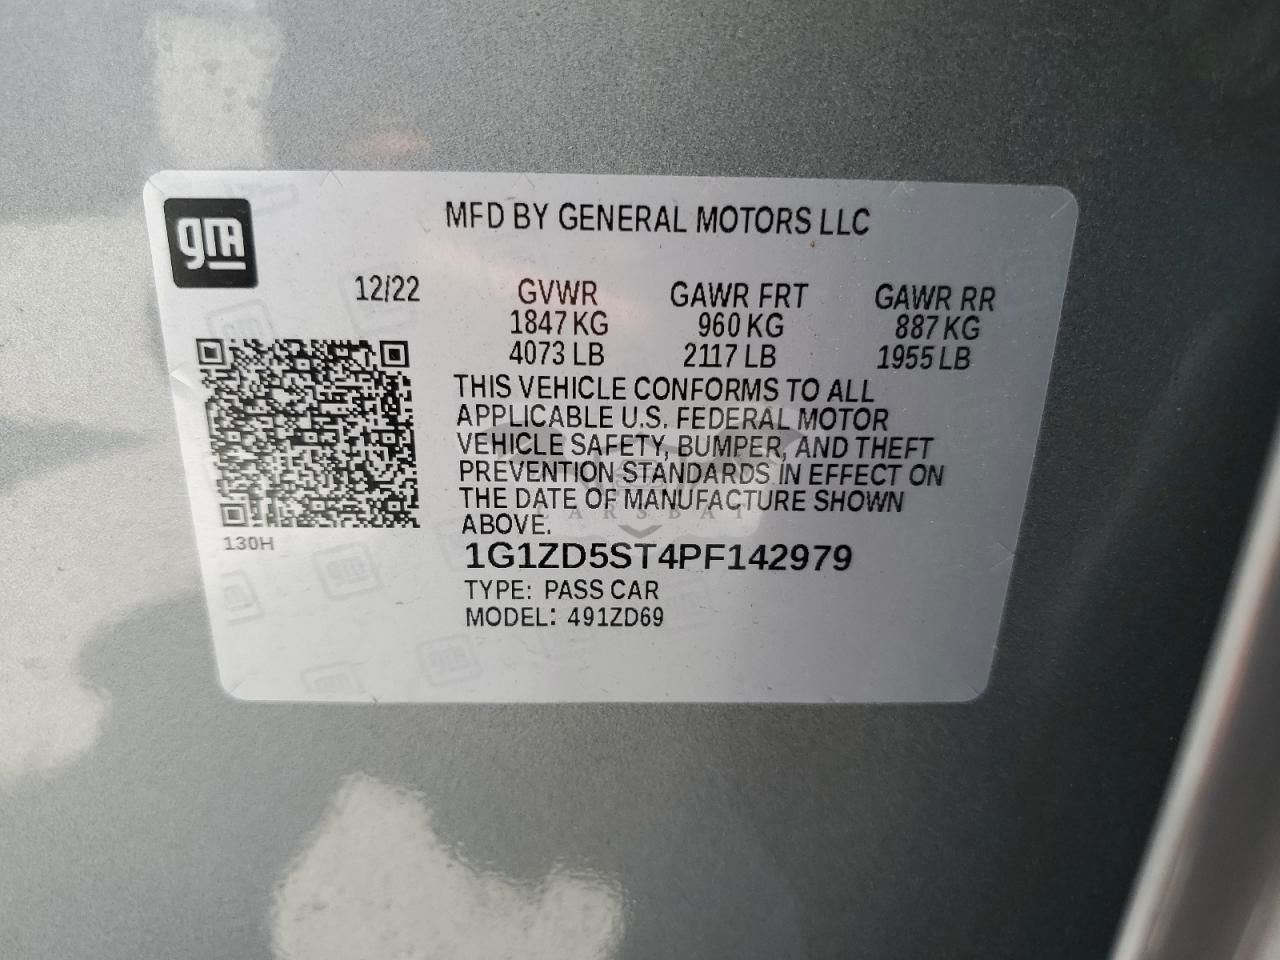 gm
MFD BY GENERAL MOTORS LLC
12/22 GVWR GAWR FRT GAWR RR
1847 KG 960 KG 887 KG
4073 LB 2117 LB 1955 LB
THIS VEHICLE CONFORMS TO ALL
APPLICABLE U.S. FEDERAL MOTOR
VEHICLE SAFETY, BUMPER, AND THEFT
PREVENTION STANDARDS IN EFFECT ON
THE DATE OF MANUFACTURE SHOWN
CARSBAT
ABOVE.
130H
1G1ZD5ST4PF142979
TYPE: PASS CAR
MODEL: 491ZD69